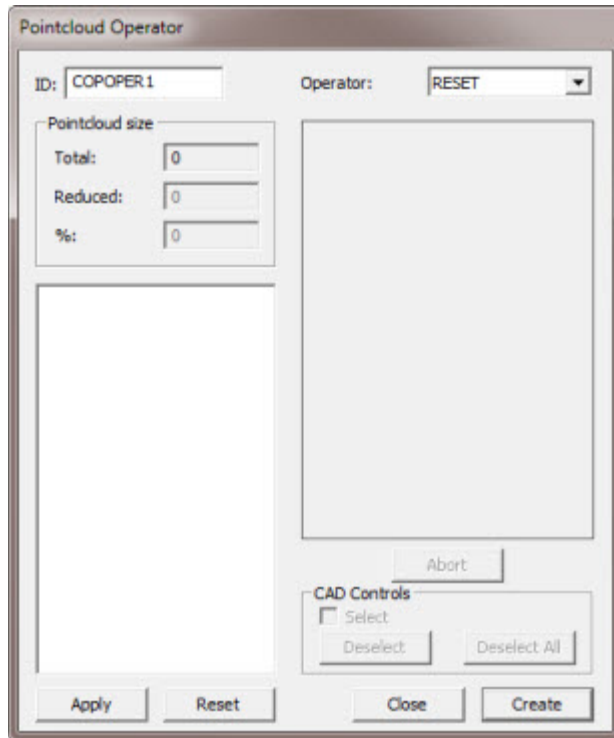 Pointcloud Operator
ID: COPOPER1
Operator: RESET
Pointcloud size
Total: 0
Reduced: 0
%: 0
Abort
CAD Controls
Select
Deselect Deselect All
Apply Reset Close Create